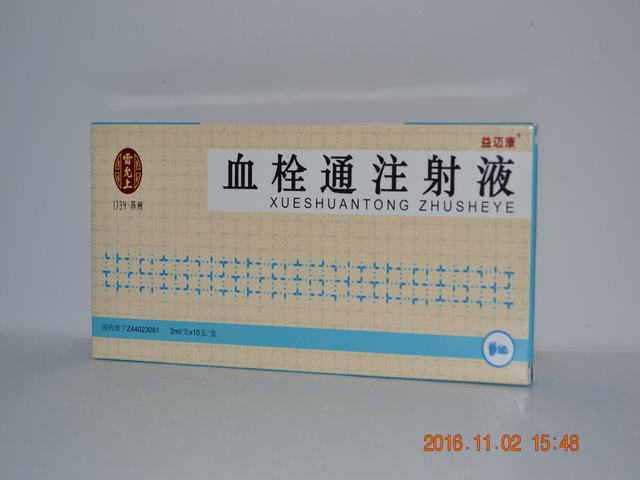 益迈康®
雷允上
1734·苏州
血栓通注射液
XUESHUANTONG ZHUSHEYE
国药准字Z44023081 2ml/支x10支/盒
2016.11.02 15:48